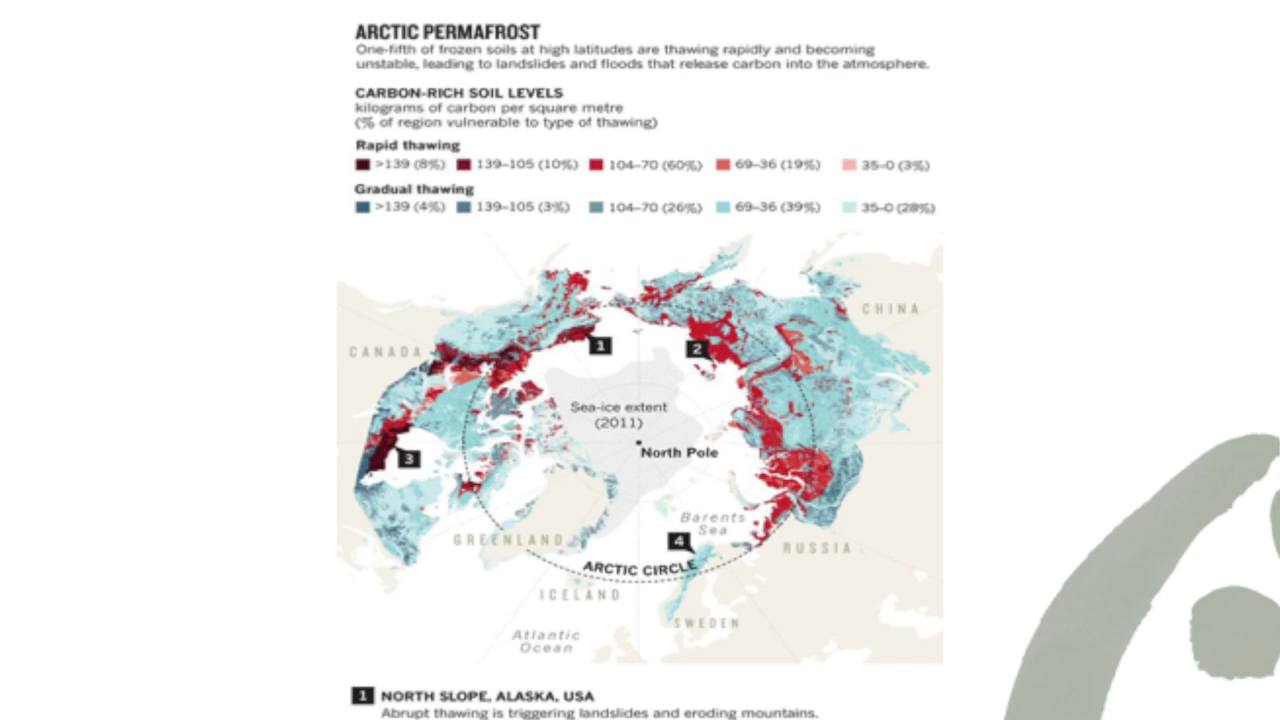 ARCTIC PERMAFROST
One-fifth of frozen soils at high latitudes are thawing rapidly and becoming
unstable, leading to landslides and floods that release carbon into the atmosphere.
CARBON-RICH SOIL LEVELS
kilograms of carbon per square metre
(% of region vulnerable to type of thawing)
Rapid thawing
>139 (8%) 139–105 (10%) 104–70 (60%) 69–36 (19%) 35–0 (3%)
Gradual thawing
>139 (4%) 139–105 (3%) 104–70 (26%) 69–36 (39%) 35–0 (28%)
CHINA
1
2
CANADA
Sea-ice extent
(2011)
North Pole
3
Barents
Sea
4
GREENLAND
RUSSIA
ARCTIC CIRCLE
ICELAND
SWEDEN
Atlantic
Ocean
1 NORTH SLOPE, ALASKA, USA
Abrupt thawing is triggering landslides and eroding mountains.